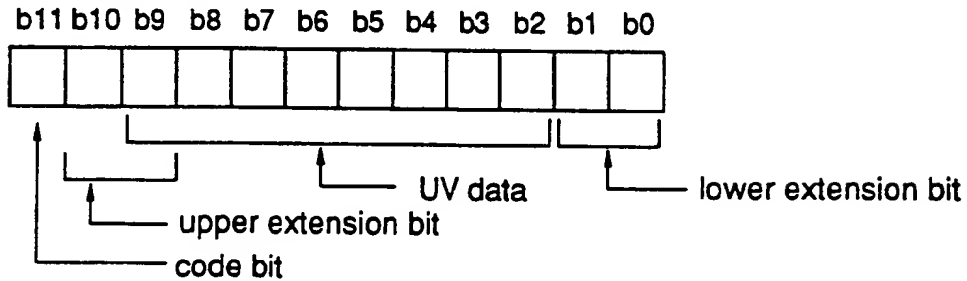 b11 b10 b9 b8 b7 b6 b5 b4 b3 b2 b1 b0
UV data
lower extension bit
upper extension bit
code bit